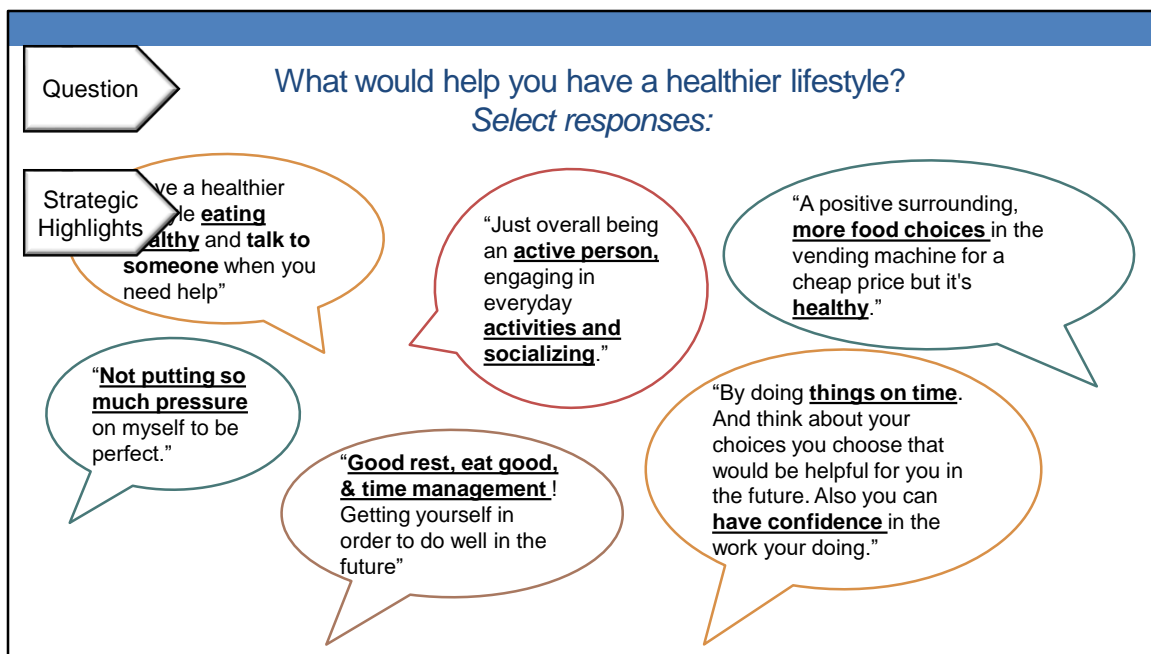 Question
What would help you have a healthier lifestyle?
Select responses:
Strategic
Highlights
a healthier
eating
and talk to
someone when you
need help”
“Just overall being
an active person,
engaging in
everyday
activities and
socializing.”
“A positive surrounding,
more food choices in the
vending machine for a
cheap price but it's
healthy.”
“Not putting so
much pressure
on myself to be
perfect.”
“Good rest, eat good,
& time management !
Getting yourself in
order to do well in the
future”
“By doing things on time.
And think about your
choices you choose that
would be helpful for you in
the future. Also you can
have confidence in the
work your doing.”